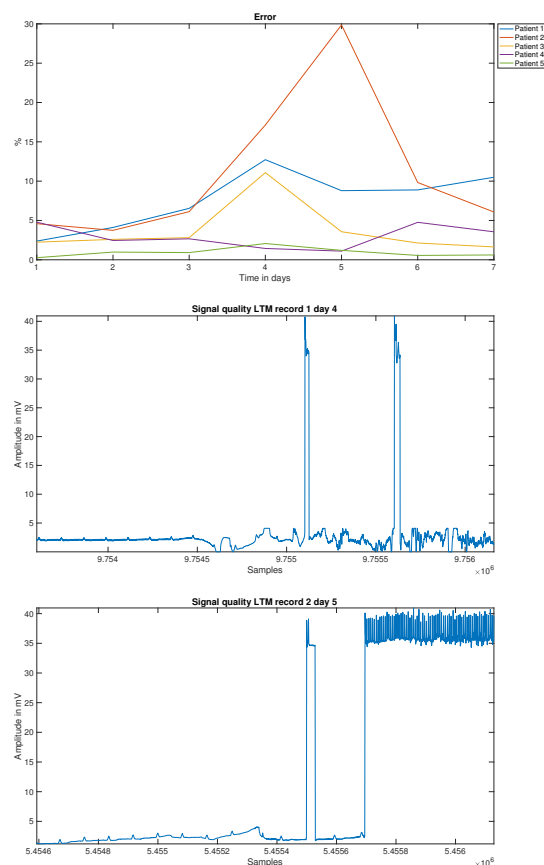 Error
Patient 1
Patient 2
Patient 3
Patient 4
Patient 5
30
25
20
15
10
5
0
%
1 2 3 4 5 6 7
Time in days
Signal quality LTM record 1 day 4
40
35
30
25
20
15
10
5
Amplitude in mV
9.754 9.7545 9.755 9.7555 9.756
Samples
×10^6
Signal quality LTM record 2 day 5
40
35
30
25
20
15
10
5
Amplitude in mV
5.4546 5.4548 5.455 5.4552 5.4554 5.4556 5.4558 5.456
Samples
×10^6